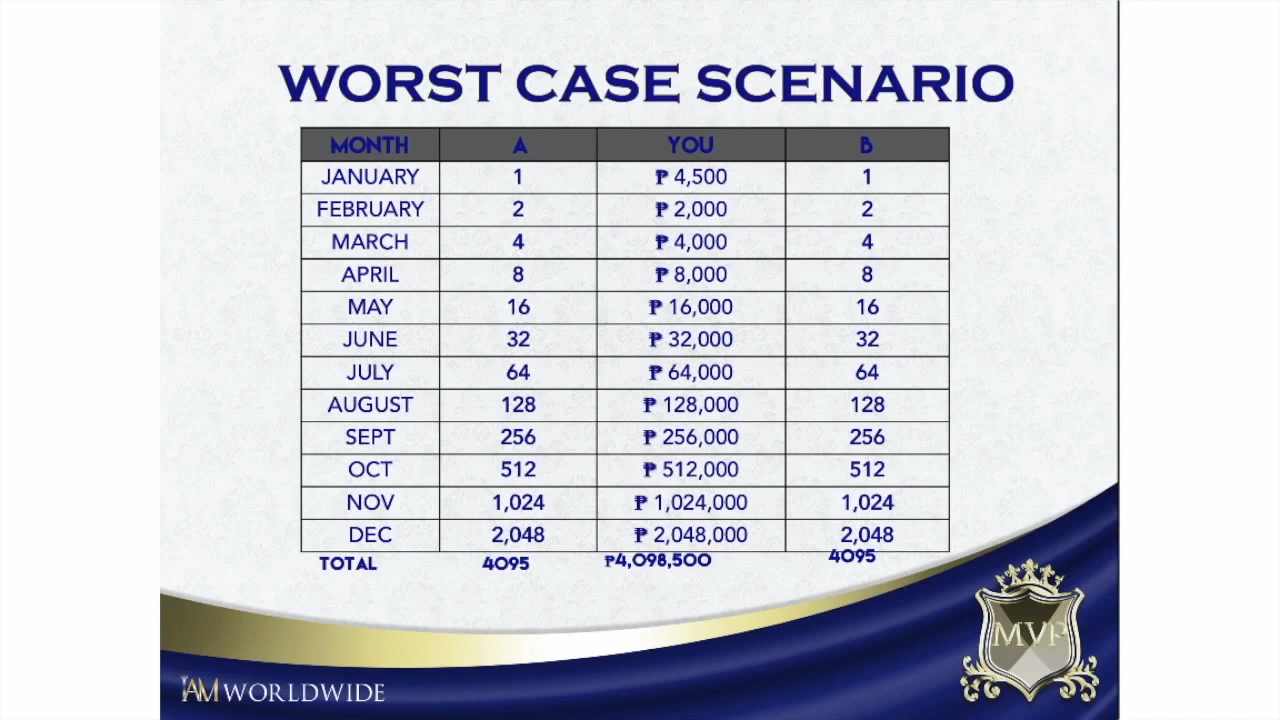 WORST CASE SCENARIO
MONTH A YOU B
JANUARY 1 ₱ 4,500 1
FEBRUARY 2 ₱ 2,000 2
MARCH 4 ₱ 4,000 4
APRIL 8 ₱ 8,000 8
MAY 16 ₱ 16,000 16
JUNE 32 ₱ 32,000 32
JULY 64 ₱ 64,000 64
AUGUST 128 ₱ 128,000 128
SEPT 256 ₱ 256,000 256
OCT 512 ₱ 512,000 512
NOV 1,024 ₱ 1,024,000 1,024
DEC 2,048 ₱ 2,048,000 2,048
TOTAL 4095 ₱4,098,500 4095
MVP
IAM WORLDWIDE